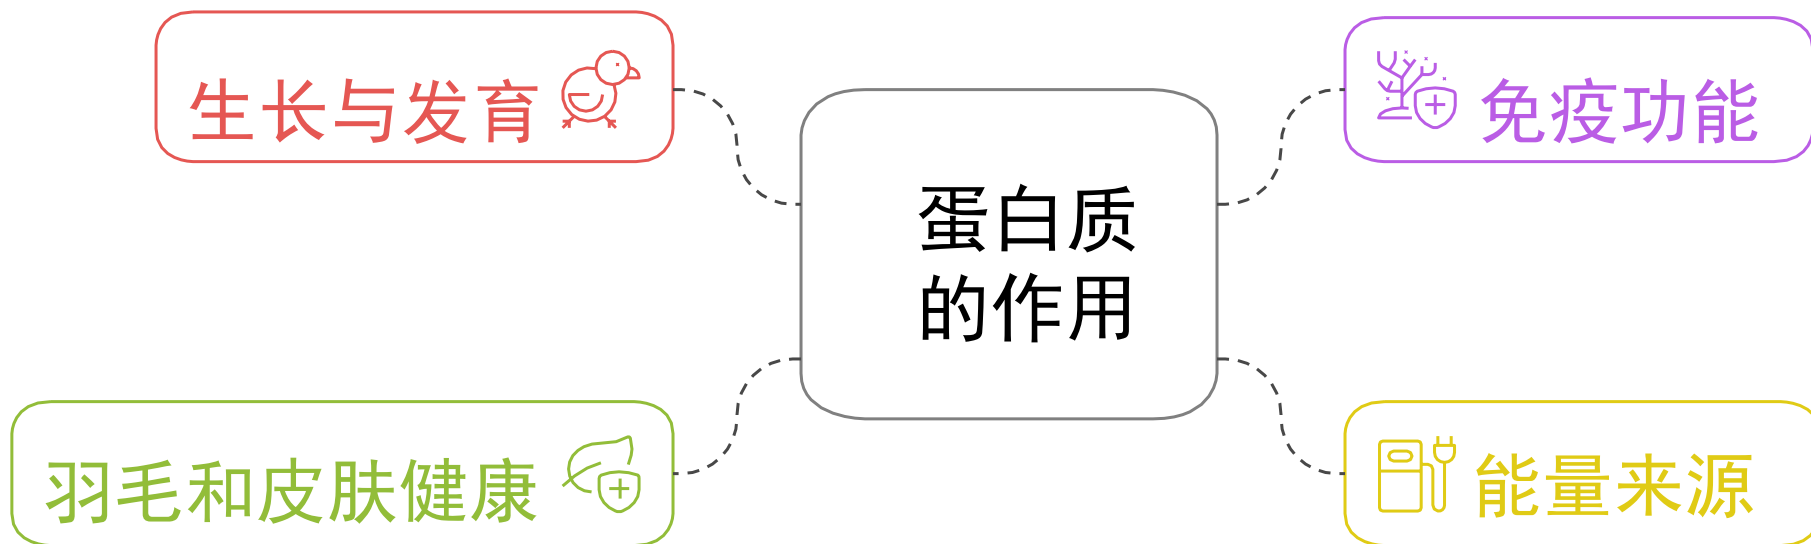 生长与发育
免疫功能
蛋白质
的作用
羽毛和皮肤健康
能量来源